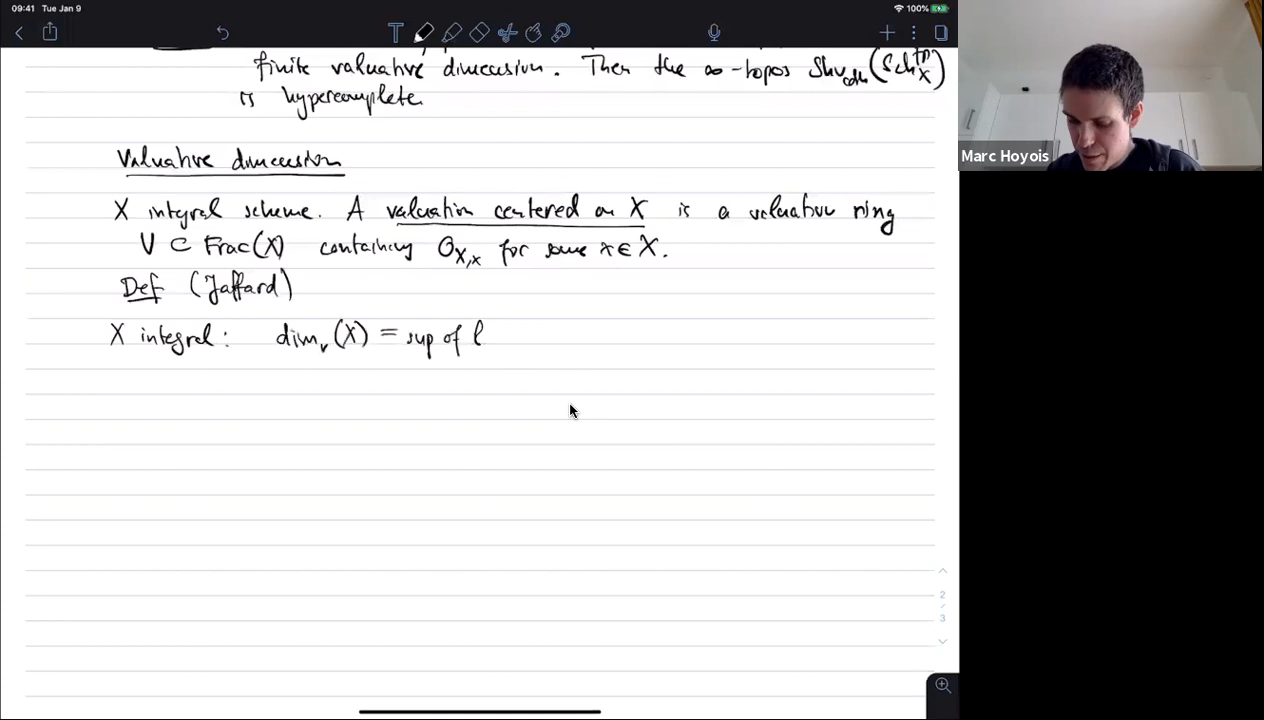 09:41 Tue Jan 9
100%
finite valuative dimension. Then the ∞-topos Shv_cdh(Sch^fp_X)
is hypercomplete
Valuative dimension
X integral scheme. A valuation centered on X is a valuation ring
V ⊂ Frac(X) containing O_X,x for some x ∈ X.
Def (Jaffard)
X integral: dim_v(X) = sup of l
Marc Hoyois
2
/
3